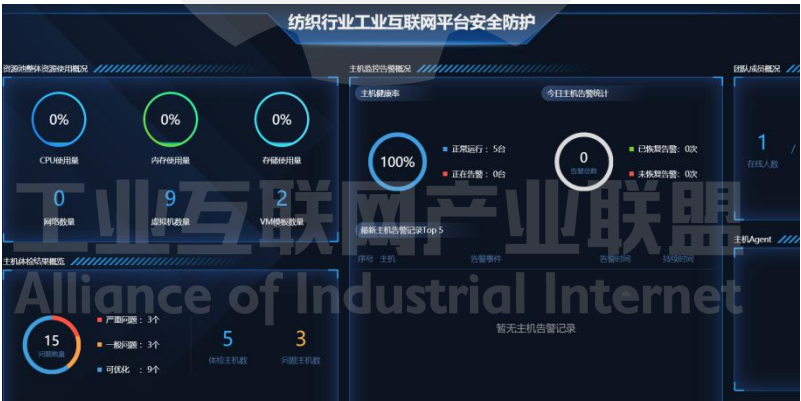 纺织行业工业互联网平台安全防护
资源池整体资源使用概况
0%
0%
0%
CPU使用量
内存使用量
存储使用量
0
9
2
网络数量
虚拟机数量
VM模板数量
主机体检结果概览
15
问题数量
严重问题：3个
一般问题：3个
可优化 ：9个
5
体检主机数
3
问题主机数
主机监控告警概况
主机健康率
100%
正常运行：5台
正在告警：0台
今日主机告警统计
0
告警总数
已恢复告警：0次
未恢复告警：0次
最新主机告警记录Top 5
序号 主机 告警事件 告警时间 持续时间
暂无主机告警记录
团队成员概况
1 /
在线人数
主机Agent
工业互联网产业联盟
Alliance of Industrial Internet